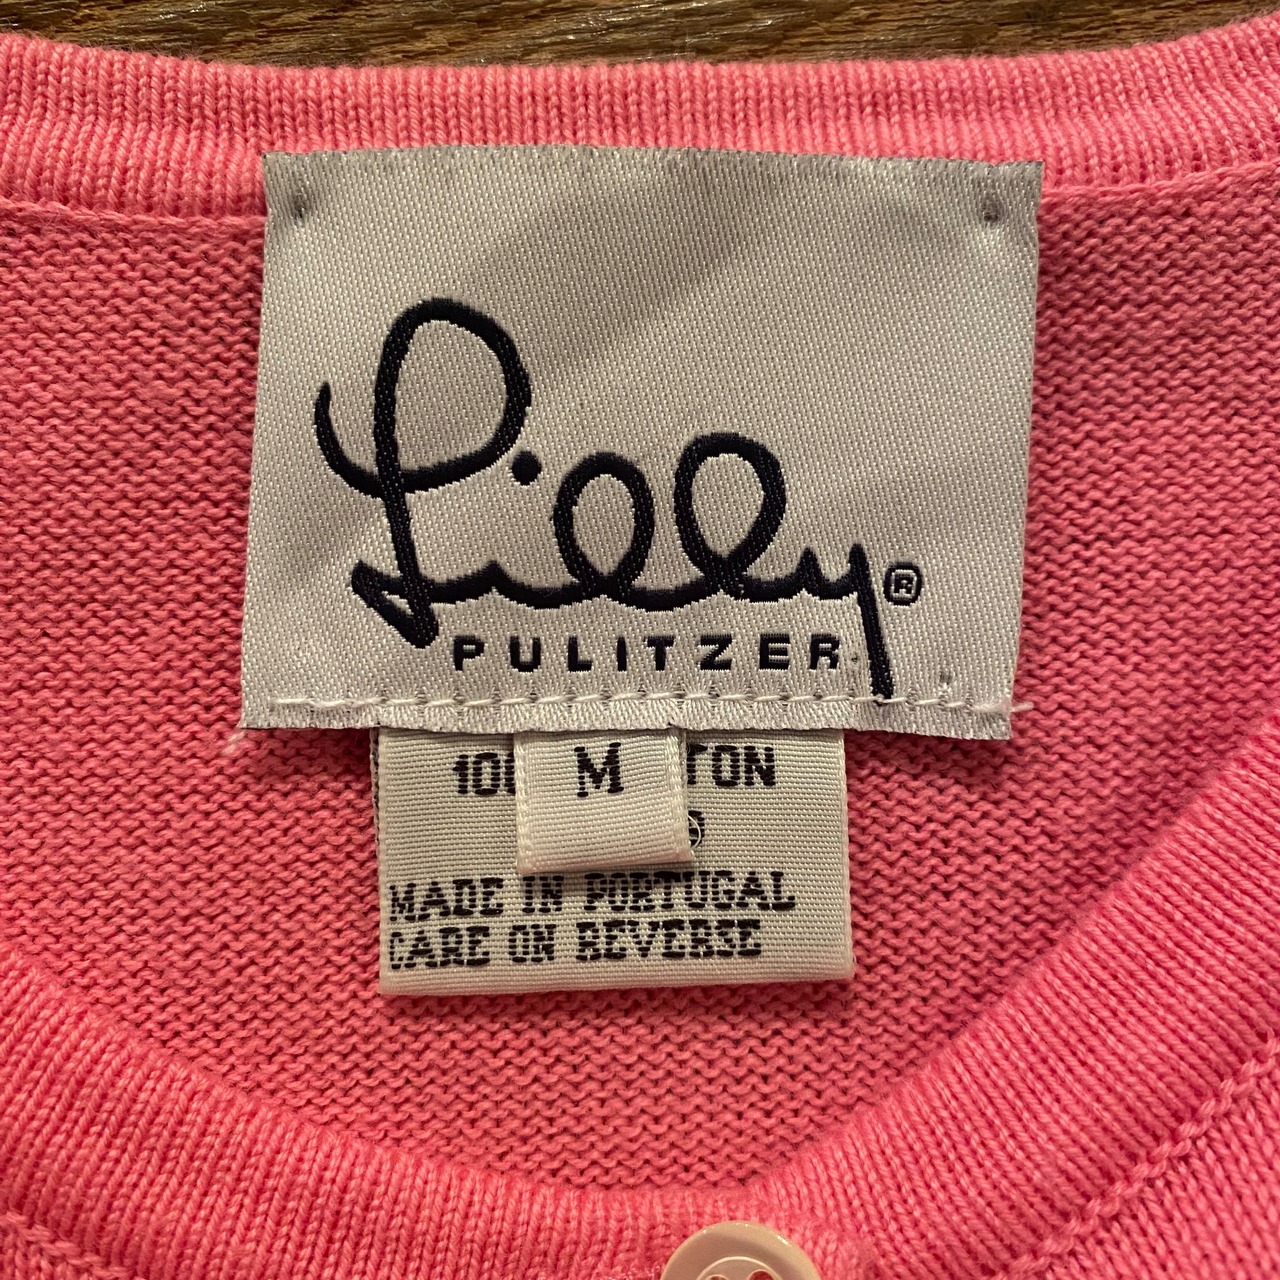 Lilly®
PULITZER
M
MADE IN PORTUGAL
CARE ON REVERSE